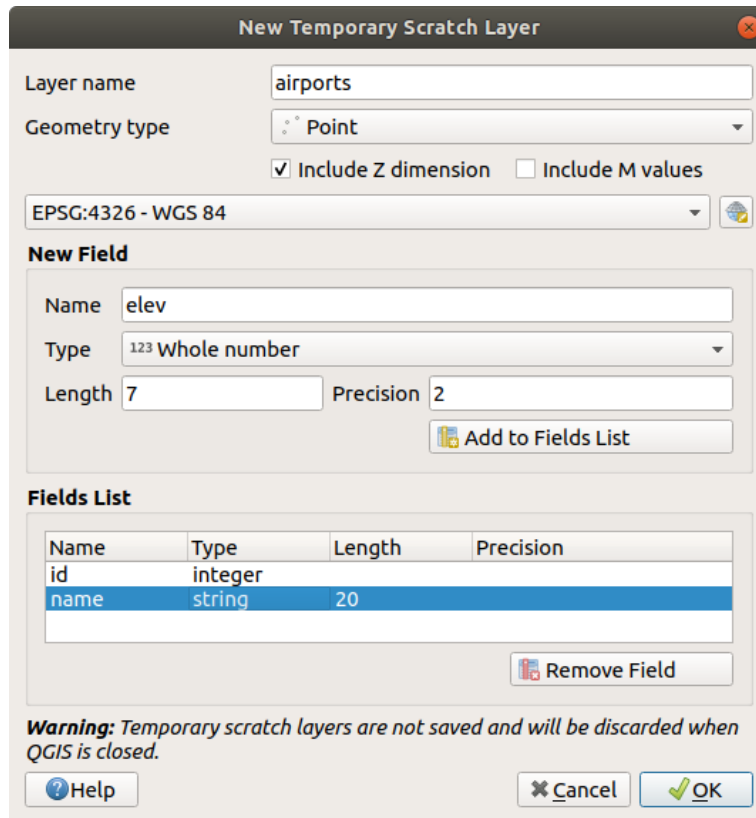 New Temporary Scratch Layer
Layer name airports
Geometry type Point
Include Z dimension Include M values
EPSG:4326 - WGS 84
New Field
Name elev
Type 123 Whole number
Length 7 Precision 2
Add to Fields List
Fields List
Name Type Length Precision
id integer
name string 20
Remove Field
Warning: Temporary scratch layers are not saved and will be discarded when
QGIS is closed.
Help Cancel OK